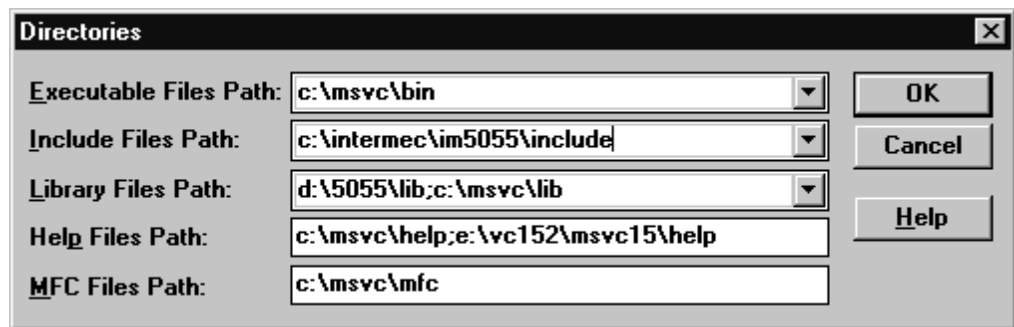 Directories
Executable Files Path: c:\msvc\bin
OK
Include Files Path: c:\intermec\im5055\include
Cancel
Library Files Path: d:\5055\lib;c:\msvc\lib
Help
Help Files Path: c:\msvc\help;e:\vc152\msvc15\help
MFC Files Path: c:\msvc\mfc